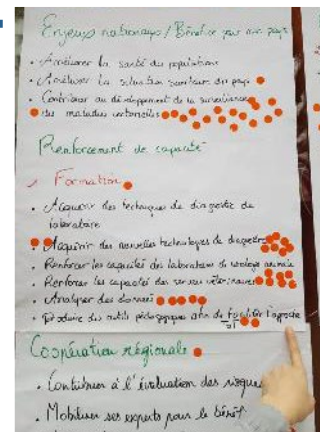 Enjeux nationaux / Bénéfice pour mon pays
• Améliorer la santé des populations
• Améliorer la situation sanitaire du pays
• Contribuer au développement de la surveillance
des maladies vectorielles
Renforcement de capacité
Formation
• Acquérir des techniques de diagnostic de
laboratoire
• Acquérir des nouvelles technologies de diagnostic
• Renforcer les capacités des laboratoires de virologie animale
• Renforcer les capacités des services vétérinaires
• Analyser des données
• Produire des outils pédagogiques afin de faciliter l'approche
Coopération régionale
• Contribuer à l'évaluation des risques
• Mobiliser ses experts pour le